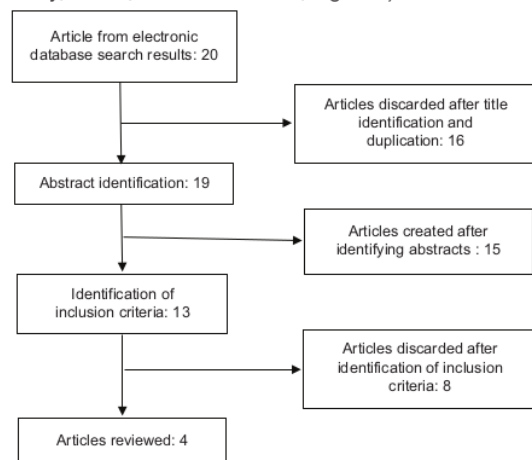 Article from electronic
database search results: 20
Articles discarded after title
identification and
duplication: 16
Abstract identification: 19
Articles created after
identifying abstracts : 15
Identification of
inclusion criteria: 13
Articles discarded after
identification of inclusion
criteria: 8
Articles reviewed: 4